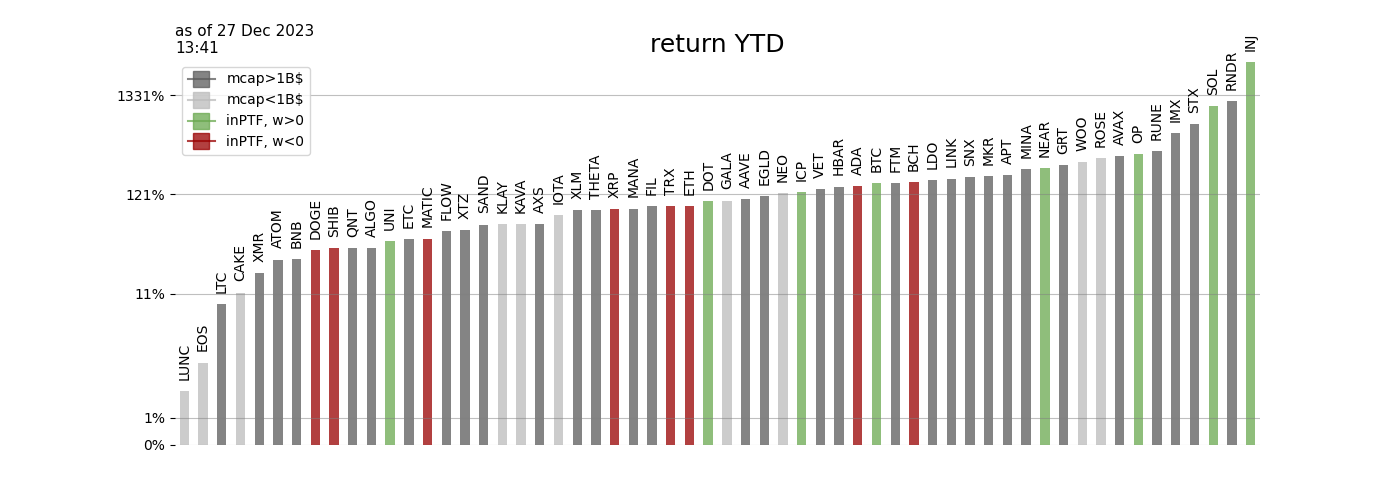 as of 27 Dec 2023
13:41
return YTD
mcap>1B$
mcap<1B$
inPTF, w>0
inPTF, w<0
1331%
121%
11%
1%
0%
LUNC
EOS
LTC
CAKE
XMR
ATOM
BNB
DOGE
SHIB
QNT
ALGO
UNI
ETC
MATIC
FLOW
XTZ
SAND
KLAY
KAVA
AXS
IOTA
XLM
THETA
XRP
MANA
FIL
TRX
ETH
DOT
GALA
AAVE
EGLD
NEO
ICP
VET
HBAR
ADA
BTC
FTM
BCH
LDO
LINK
SNX
MKR
APT
MINA
NEAR
GRT
WOO
ROSE
AVAX
OP
RUNE
IMX
STX
SOL
RNDR
INJ